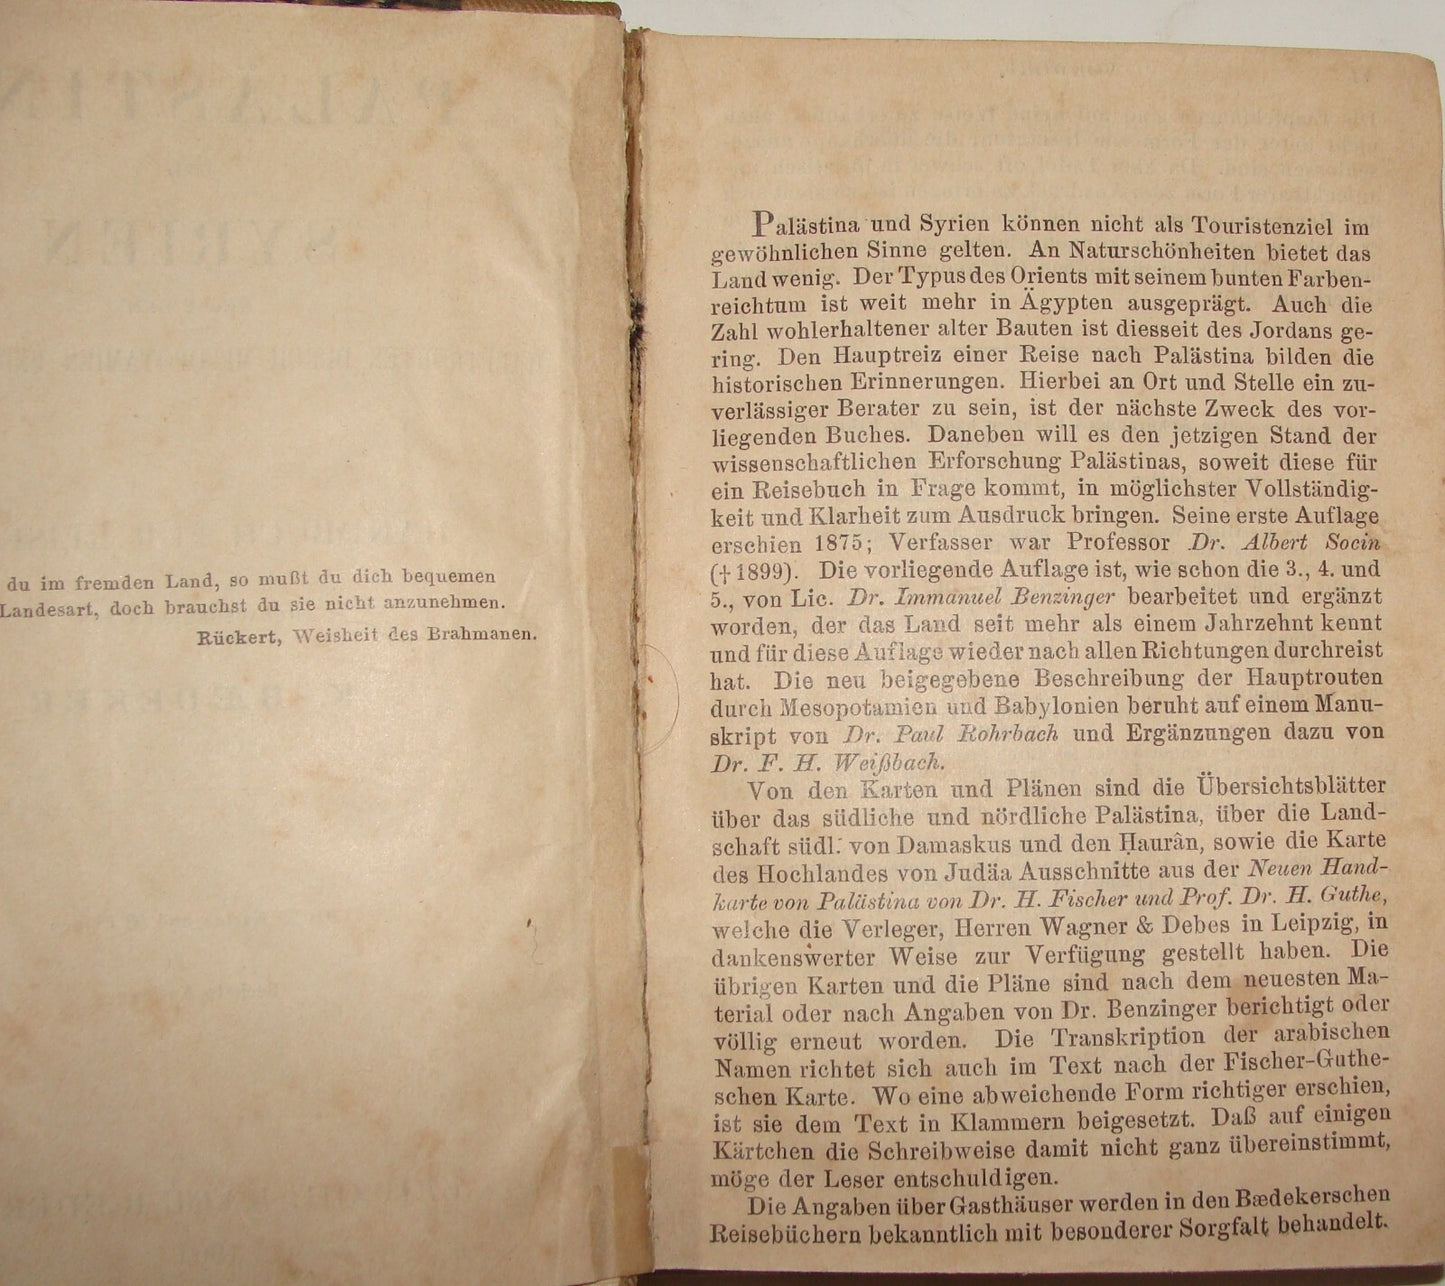 du im fremden Land, so mußt du dich bequemen
Landesart, doch brauchst du sie nicht anzunehmen.
Rückert, Weisheit des Brahmanen.
Palästina und Syrien können nicht als Touristenziel im
gewöhnlichen Sinne gelten. An Naturschönheiten bietet das
Land wenig. Der Typus des Orients mit seinem bunten Farben-
reichtum ist weit mehr in Ägypten ausgeprägt. Auch die
Zahl wohlerhaltener alter Bauten ist diesseit des Jordans ge-
ring. Den Hauptreiz einer Reise nach Palästina bilden die
historischen Erinnerungen. Hierbei an Ort und Stelle ein zu-
verlässiger Berater zu sein, ist der nächste Zweck des vor-
liegenden Buches. Daneben will es den jetzigen Stand der
wissenschaftlichen Erforschung Palästinas, soweit diese für
ein Reisebuch in Frage kommt, in möglichster Vollständig-
keit und Klarheit zum Ausdruck bringen. Seine erste Auflage
erschien 1875; Verfasser war Professor Dr. Albert Socin
(† 1899). Die vorliegende Auflage ist, wie schon die 3., 4. und
5., von Lic. Dr. Immanuel Benzinger bearbeitet und ergänzt
worden, der das Land seit mehr als einem Jahrzehnt kennt
und für diese Auflage wieder nach allen Richtungen durchreist
hat. Die neu beigegebene Beschreibung der Hauptrouten
durch Mesopotamien und Babylonien beruht auf einem Manu-
skript von Dr. Paul Rohrbach und Ergänzungen dazu von
Dr. F. H. Weißbach.
Von den Karten und Plänen sind die Übersichtsblätter
über das südliche und nördliche Palästina, über die Land-
schaft südl. von Damaskus und den Ḥaurân, sowie die Karte
des Hochlandes von Judäa Ausschnitte aus der Neuen Hand-
karte von Palästina von Dr. H. Fischer und Prof. Dr. H. Guthe,
welche die Verleger, Herren Wagner & Debes in Leipzig, in
dankenswerter Weise zur Verfügung gestellt haben. Die
übrigen Karten und die Pläne sind nach dem neuesten Ma-
terial oder nach Angaben von Dr. Benzinger berichtigt oder
völlig erneut worden. Die Transkription der arabischen
Namen richtet sich auch im Text nach der Fischer-Guthe-
schen Karte. Wo eine abweichende Form richtiger erschien,
ist sie dem Text in Klammern beigesetzt. Daß auf einigen
Kärtchen die Schreibweise damit nicht ganz übereinstimmt,
möge der Leser entschuldigen.
Die Angaben über Gasthäuser werden in den Bædekerschen
Reisebüchern bekanntlich mit besonderer Sorgfalt behandelt.